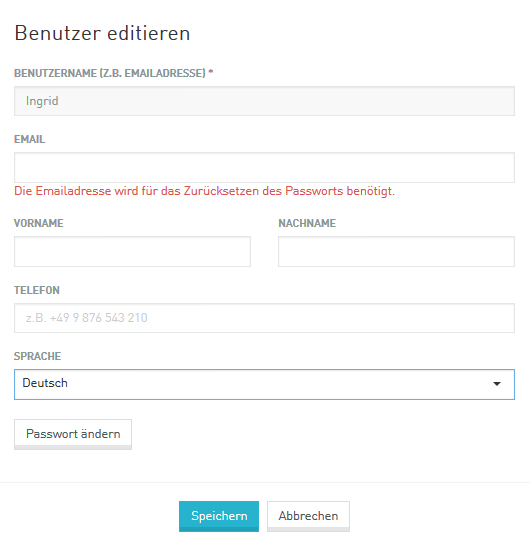 Benutzer editieren
BENUTZERNAME (Z.B. EMAILADRESSE) *
Ingrid
EMAIL
Die Emailadresse wird für das Zurücksetzen des Passworts benötigt.
VORNAME NACHNAME
TELEFON
z.B. +49 9 876 543 210
SPRACHE
Deutsch
Passwort ändern
Speichern Abbrechen